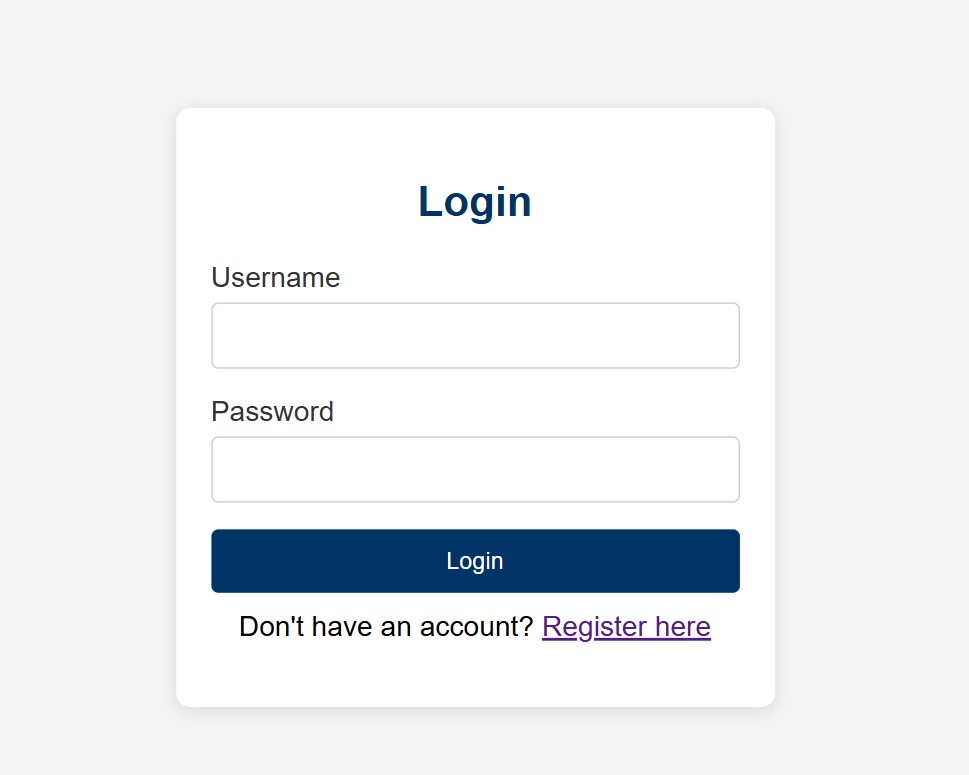 Login
Username
Password
Login
Don't have an account? Register here